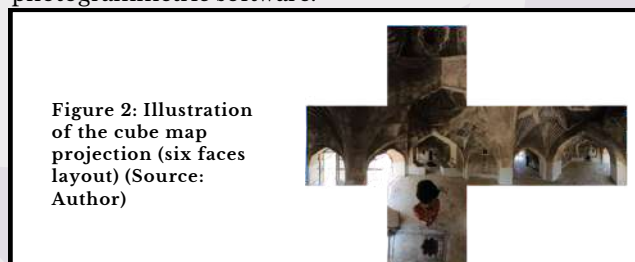 photogrammetric software.
Figure 2: Illustration
of the cube map
projection (six faces
layout) (Source:
Author)